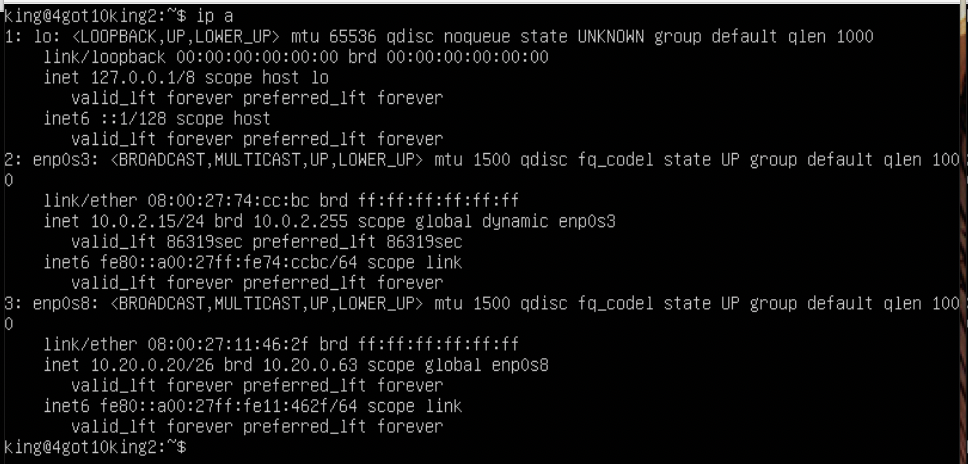 king@4got10king2:~$ ip a
1: lo: <LOOPBACK,UP,LOWER_UP> mtu 65536 qdisc noqueue state UNKNOWN group default qlen 1000
    link/loopback 00:00:00:00:00:00 brd 00:00:00:00:00:00
    inet 127.0.0.1/8 scope host lo
       valid_lft forever preferred_lft forever
    inet6 ::1/128 scope host
       valid_lft forever preferred_lft forever
2: enp0s3: <BROADCAST,MULTICAST,UP,LOWER_UP> mtu 1500 qdisc fq_codel state UP group default qlen 100
0
    link/ether 08:00:27:74:cc:bc brd ff:ff:ff:ff:ff:ff
    inet 10.0.2.15/24 brd 10.0.2.255 scope global dynamic enp0s3
       valid_lft 86319sec preferred_lft 86319sec
    inet6 fe80::a00:27ff:fe74:ccbc/64 scope link
       valid_lft forever preferred_lft forever
3: enp0s8: <BROADCAST,MULTICAST,UP,LOWER_UP> mtu 1500 qdisc fq_codel state UP group default qlen 100
0
    link/ether 08:00:27:11:46:2f brd ff:ff:ff:ff:ff:ff
    inet 10.20.0.20/26 brd 10.20.0.63 scope global enp0s8
       valid_lft forever preferred_lft forever
    inet6 fe80::a00:27ff:fe11:462f/64 scope link
       valid_lft forever preferred_lft forever
king@4got10king2:~$